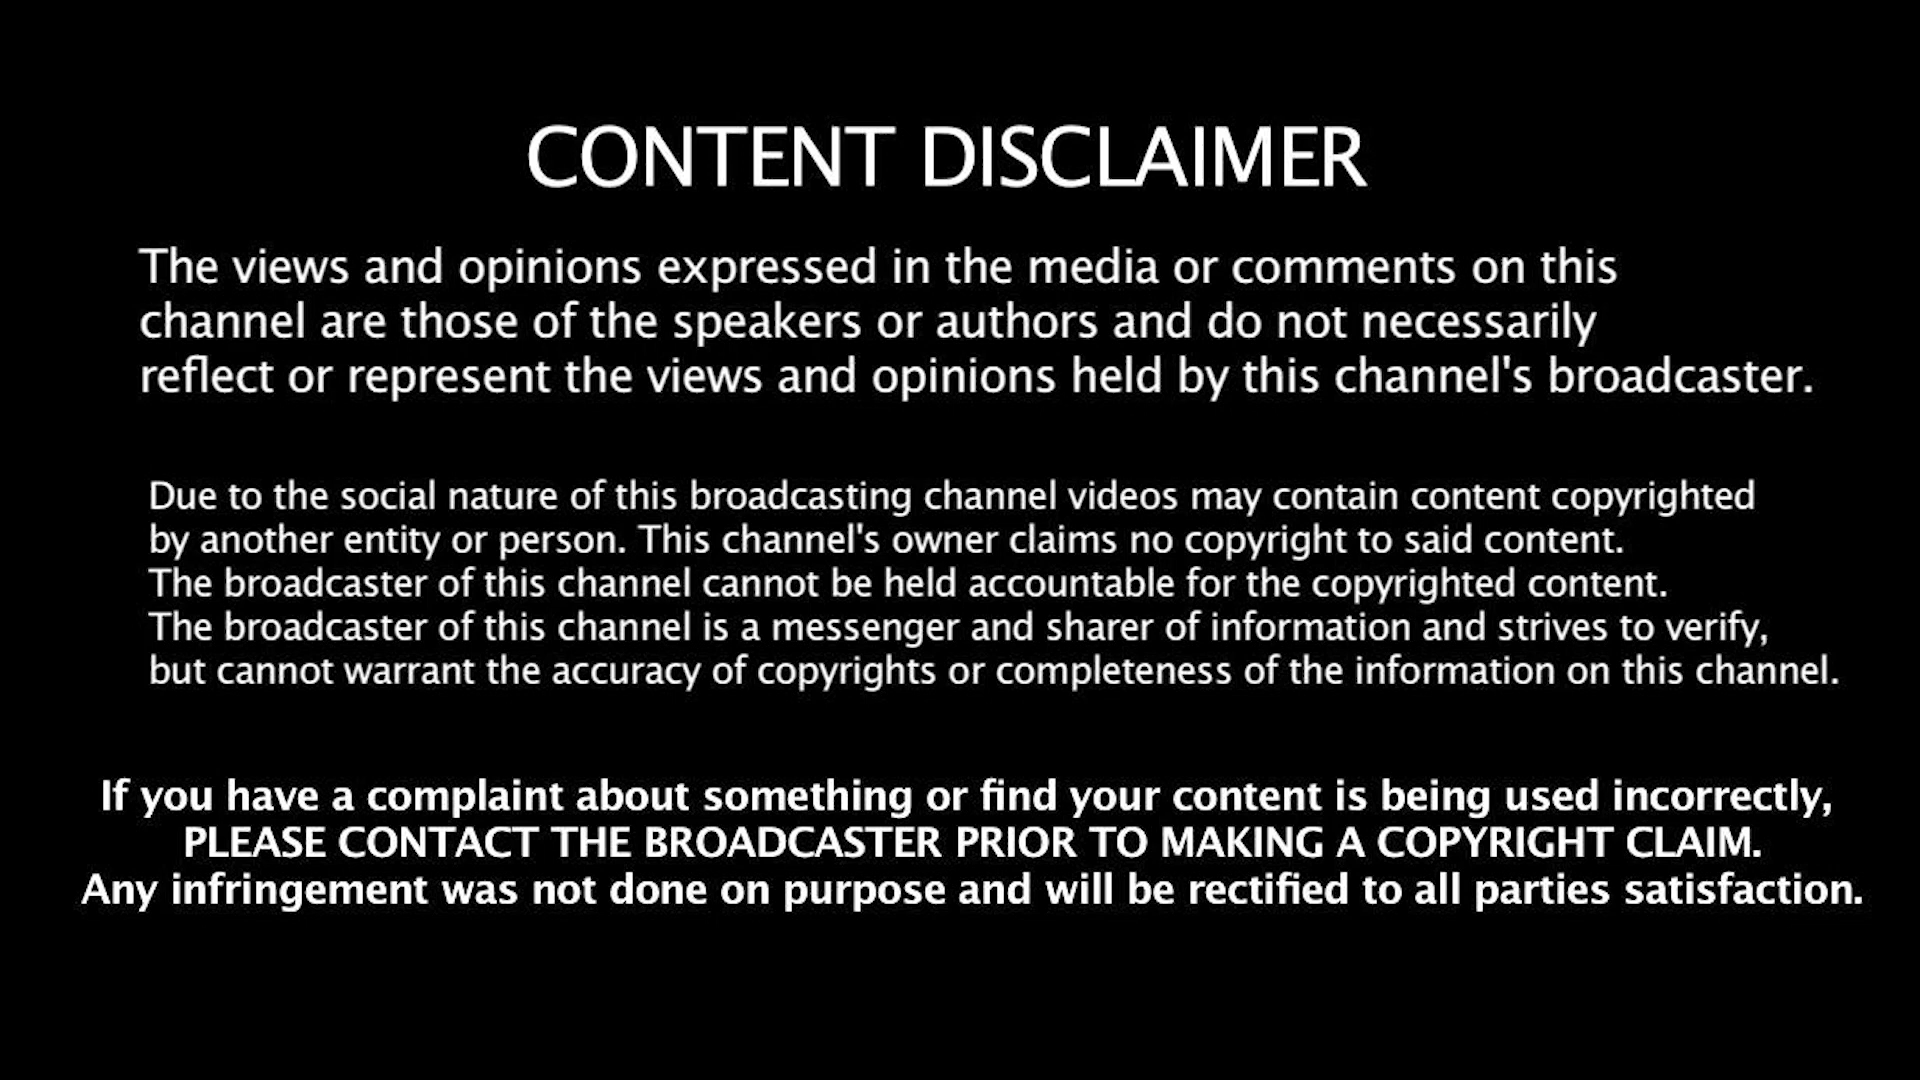 CONTENT DISCLAIMER
The views and opinions expressed in the media or comments on this
channel are those of the speakers or authors and do not necessarily
reflect or represent the views and opinions held by this channel's broadcaster.
Due to the social nature of this broadcasting channel videos may contain content copyrighted
by another entity or person. This channel's owner claims no copyright to said content.
The broadcaster of this channel cannot be held accountable for the copyrighted content.
The broadcaster of this channel is a messenger and sharer of information and strives to verify,
but cannot warrant the accuracy of copyrights or completeness of the information on this channel.
If you have a complaint about something or find your content is being used incorrectly,
PLEASE CONTACT THE BROADCASTER PRIOR TO MAKING A COPYRIGHT CLAIM.
Any infringement was not done on purpose and will be rectified to all parties satisfaction.